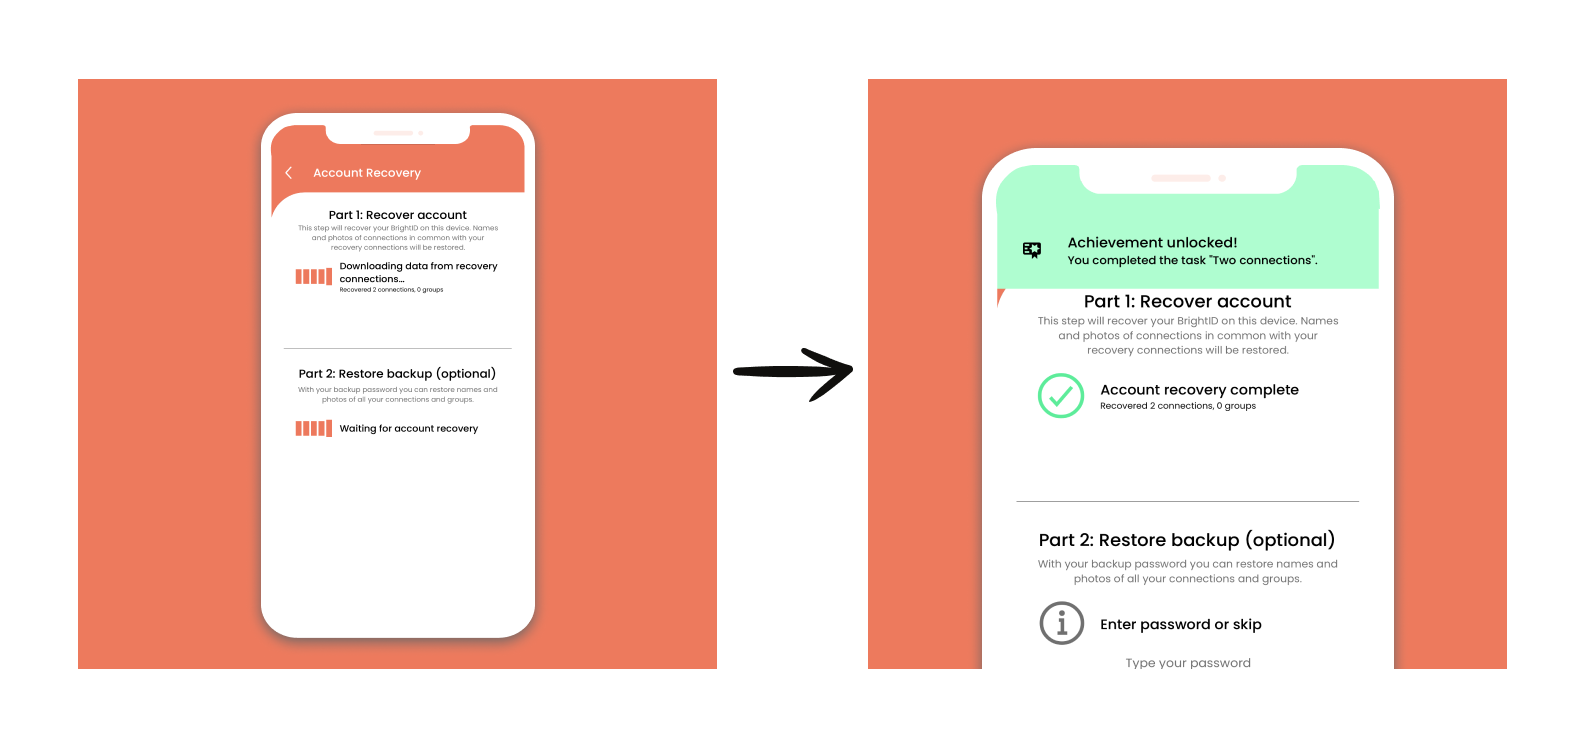 Account Recovery
Part 1: Recover account
This step will recover your BrightID on this device. Names
and photos of connections in common with your
recovery connections will be restored.
Downloading data from recovery
connections...
Recovered 2 connections, 0 groups
Part 2: Restore backup (optional)
With your backup password you can restore names and
photos of all your connections and groups.
Waiting for account recovery
Achievement unlocked!
You completed the task "Two connections".
Part 1: Recover account
This step will recover your BrightID on this device. Names
and photos of connections in common with your
recovery connections will be restored.
Account recovery complete
Recovered 2 connections, 0 groups
Part 2: Restore backup (optional)
With your backup password you can restore names and
photos of all your connections and groups.
Enter password or skip
Type your password